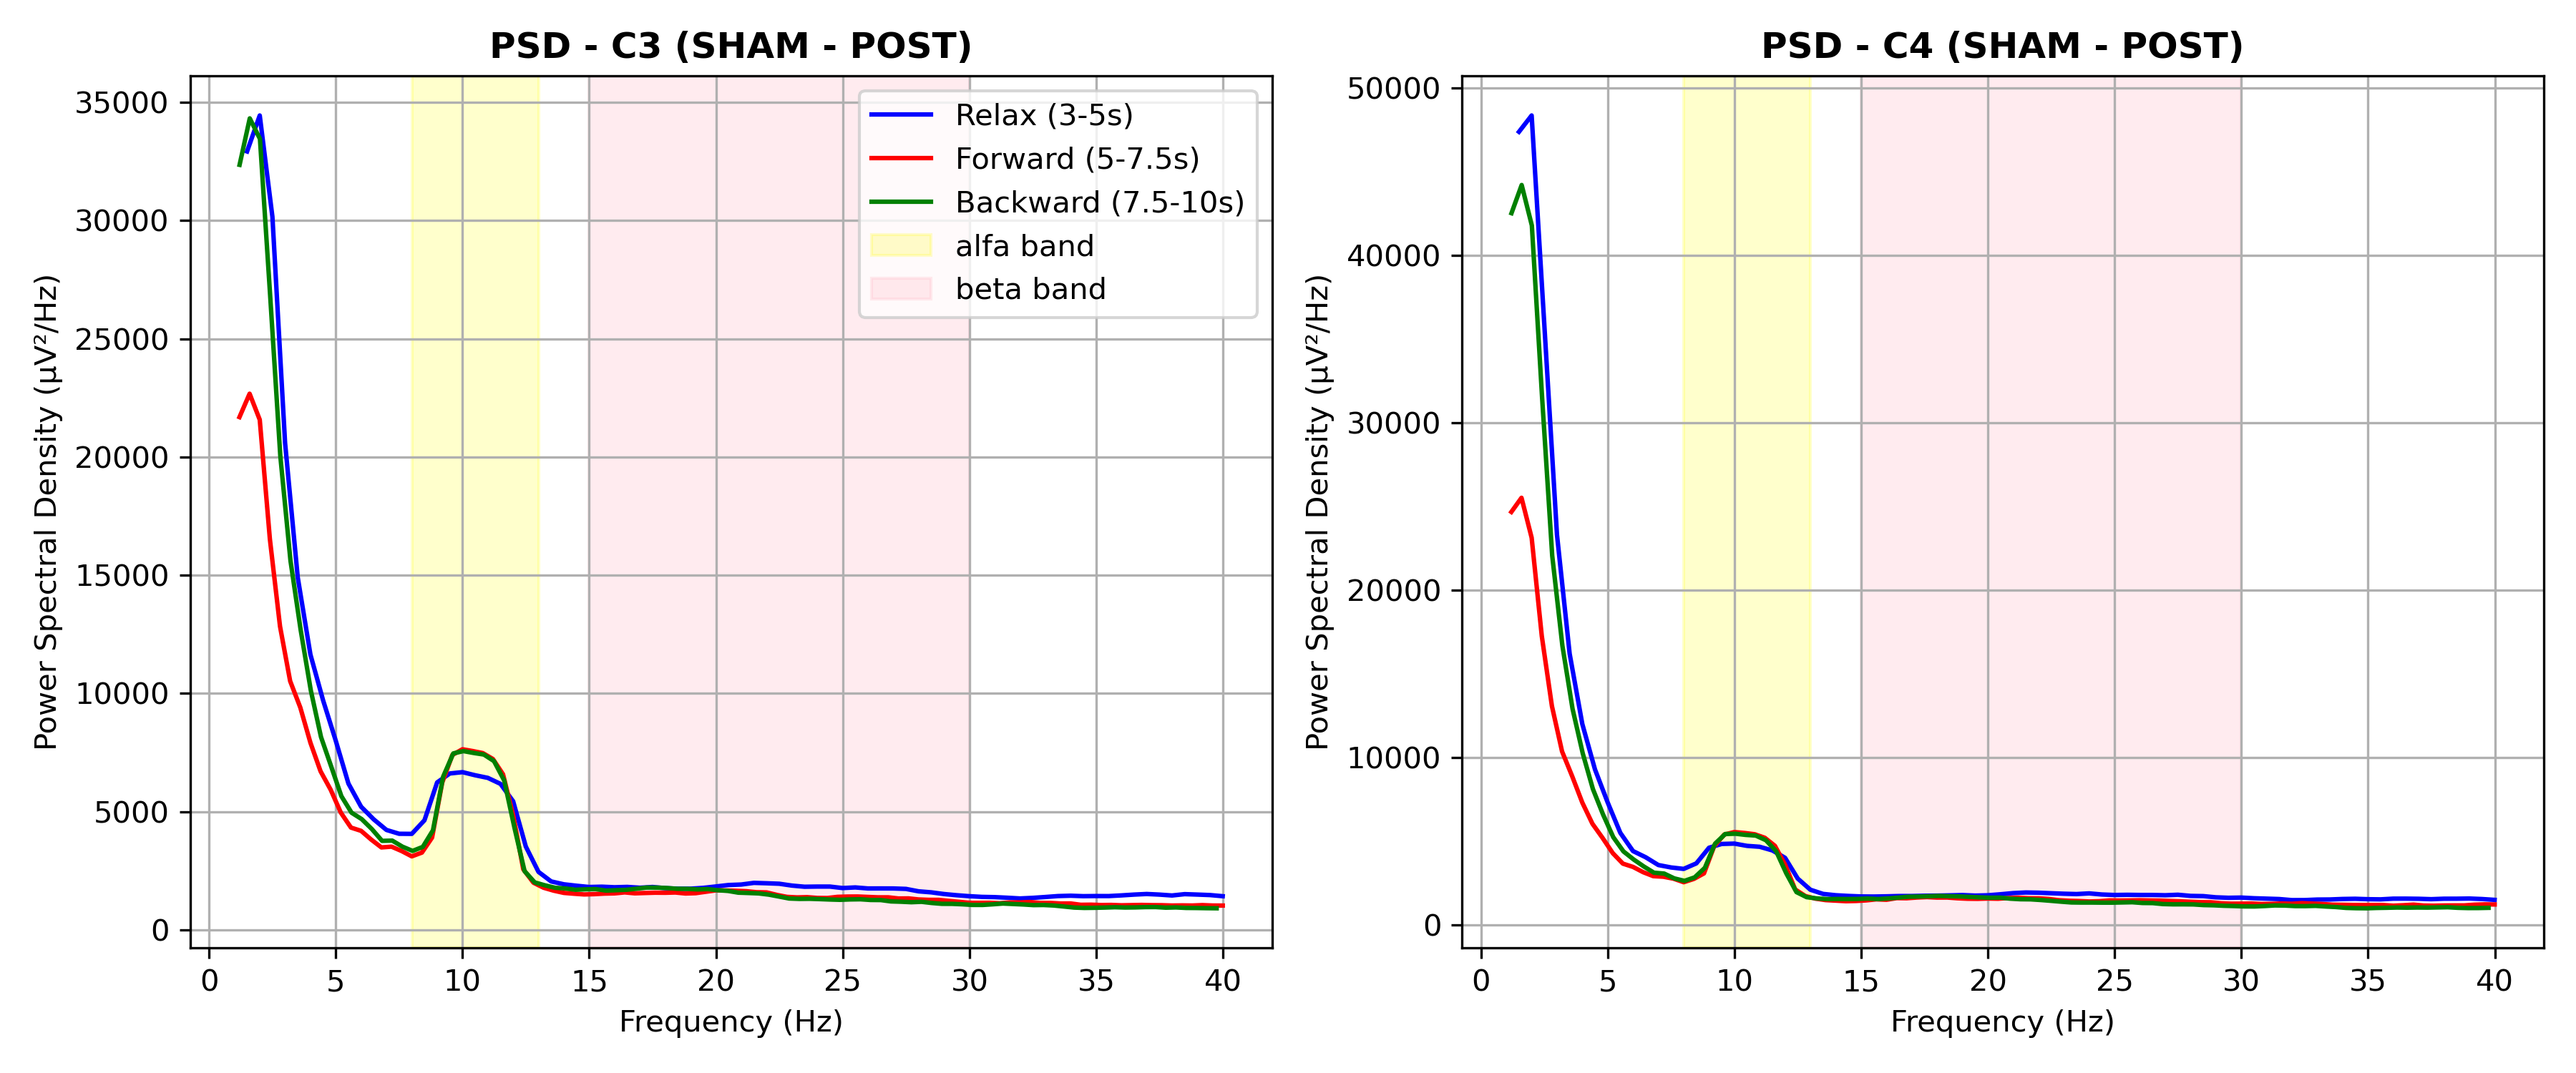 PSD - C3 (SHAM - POST)
Power Spectral Density (µV²/Hz)
35000
30000
25000
20000
15000
10000
5000
0
Relax (3-5s)
Forward (5-7.5s)
Backward (7.5-10s)
alfa band
beta band
0 5 10 15 20 25 30 35 40
Frequency (Hz)
PSD - C4 (SHAM - POST)
Power Spectral Density (µV²/Hz)
50000
40000
30000
20000
10000
0
0 5 10 15 20 25 30 35 40
Frequency (Hz)